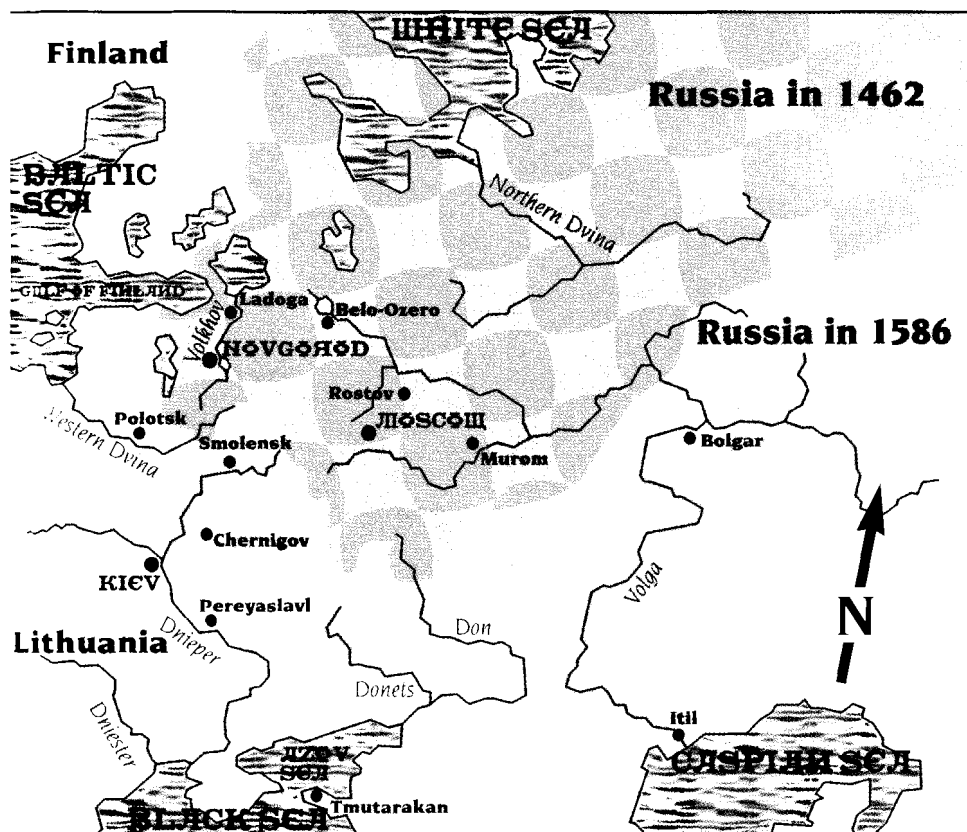 WHITE SEA
Finland
Russia in 1462
BALTIC
SEA
Northern Dvina
GULF OF FINLAND
Ladoga
Belo-Ozero
Volkhov
NOVGOROD
Russia in 1586
Rostov
MOSCOW
Western Dvina
Polotsk
Smolensk
Murom
Bolgar
Chernigov
KIEV
Volga
Pereyaslavl
N
Lithuania
Dnieper
Don
Donets
Dniester
Itil
AZOV
SEA
CASPIAN SEA
Tmutarakan
BLACK SEA